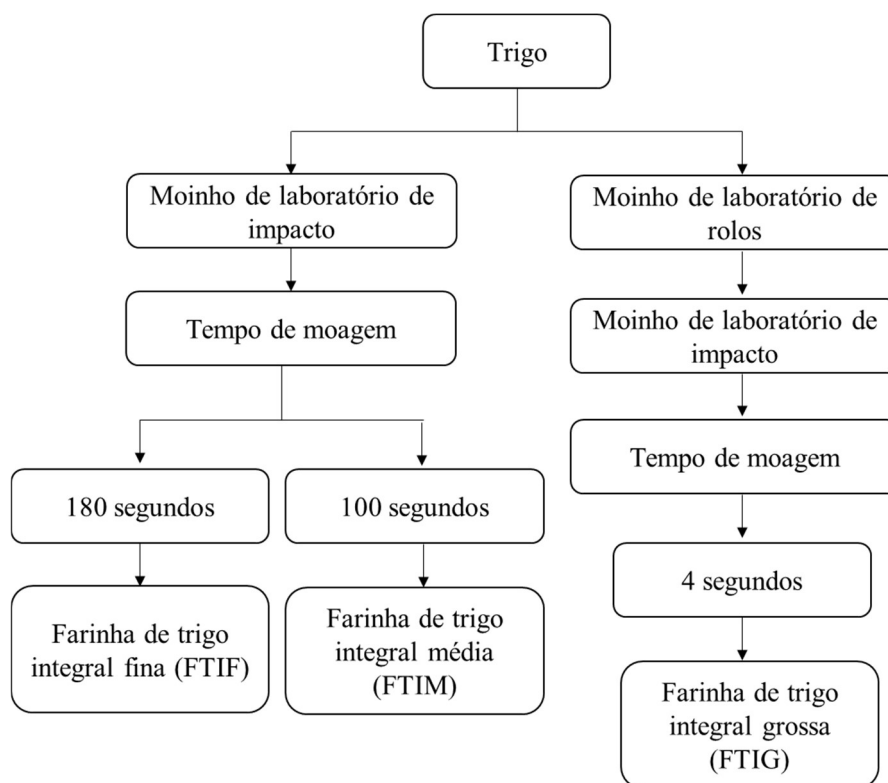 Trigo
Moinho de laboratório de
impacto
Tempo de moagem
180 segundos
Farinha de trigo
integral fina (FTIF)
100 segundos
Farinha de trigo
integral média
(FTIM)
Moinho de laboratório de
rolos
Moinho de laboratório de
impacto
Tempo de moagem
4 segundos
Farinha de trigo
integral grossa
(FTIG)